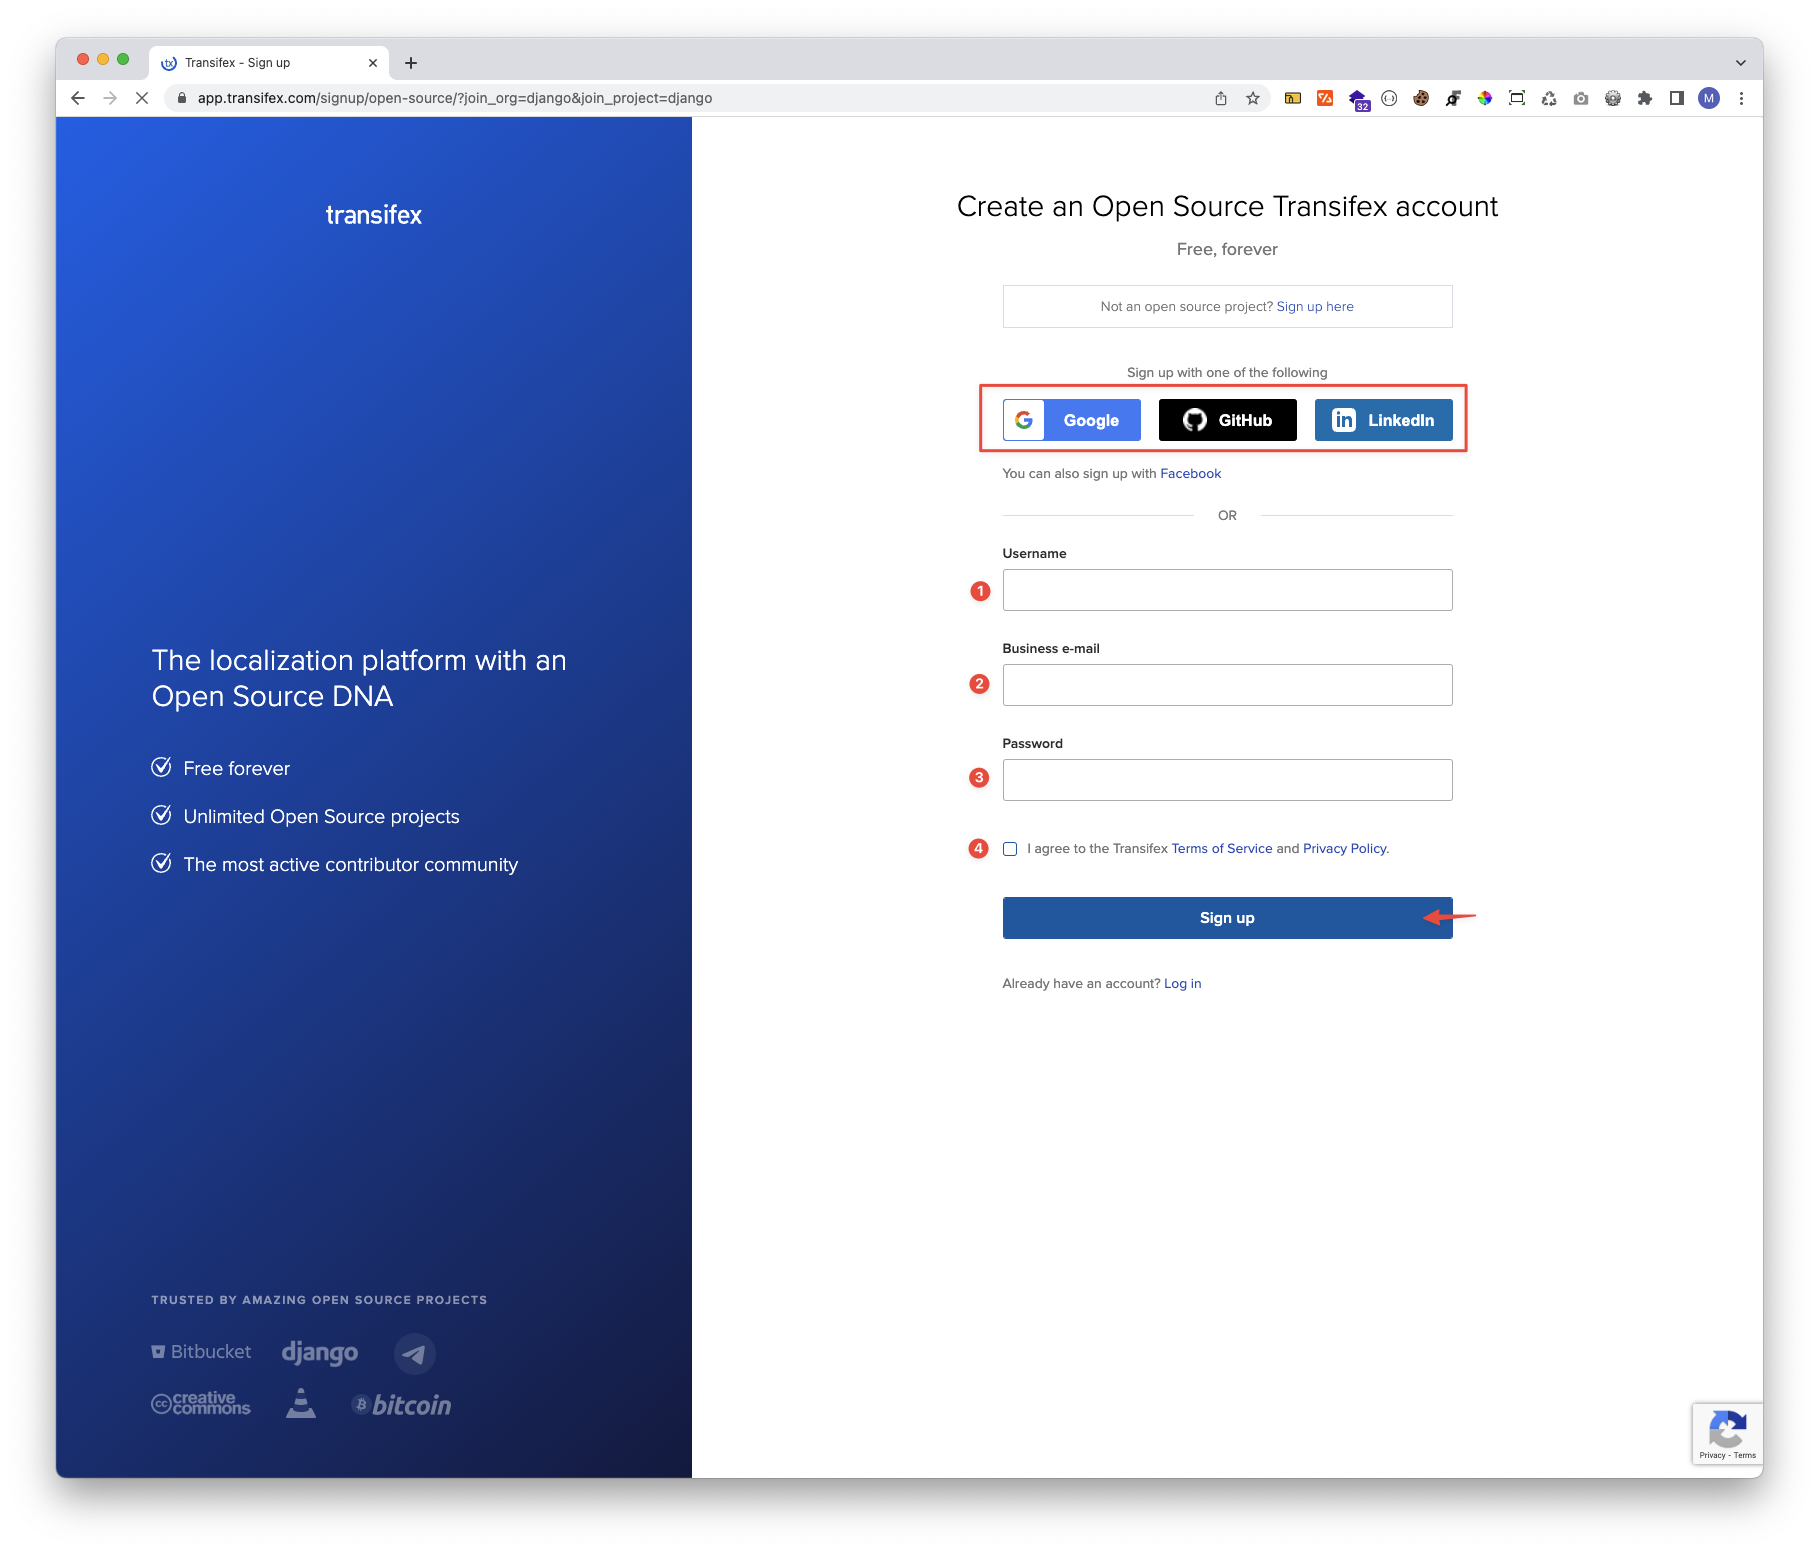 Transifex - Sign up
app.transifex.com/signup/open-source/?join_org=django&join_project=django
32
M
transifex
The localization platform with an
Open Source DNA
Free forever
Unlimited Open Source projects
The most active contributor community
TRUSTED BY AMAZING OPEN SOURCE PROJECTS
Bitbucket django
cc creative commons bitcoin
Create an Open Source Transifex account
Free, forever
Not an open source project? Sign up here
Sign up with one of the following
Google GitHub LinkedIn
You can also sign up with Facebook
OR
Username
1
Business e-mail
2
Password
3
4 I agree to the Transifex Terms of Service and Privacy Policy.
Sign up
Already have an account? Log in
Privacy - Terms